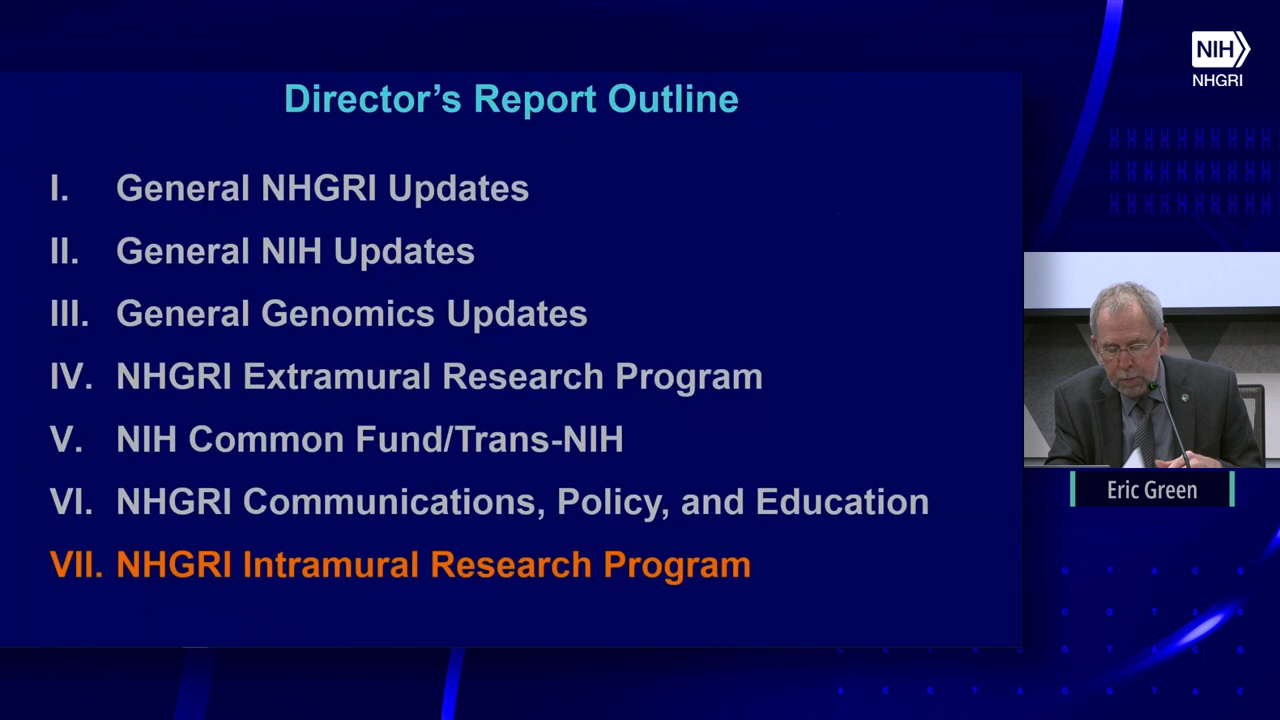 NIH
NHGRI
Director's Report Outline
I. General NHGRI Updates
II. General NIH Updates
III. General Genomics Updates
IV. NHGRI Extramural Research Program
V. NIH Common Fund/Trans-NIH
VI. NHGRI Communications, Policy, and Education
VII. NHGRI Intramural Research Program
Eric Green